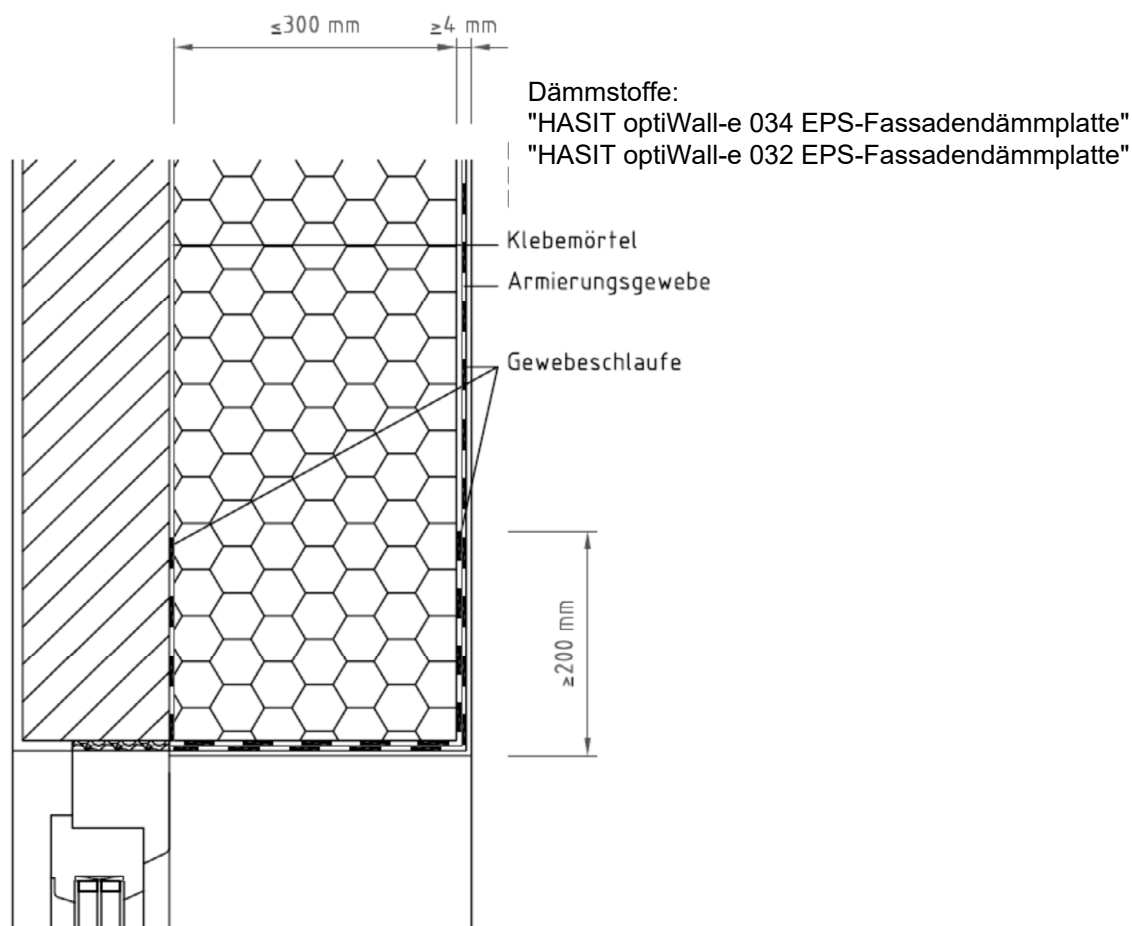 ≤300 mm
≥4 mm
Dämmstoffe:
"HASIT optiWall-e 034 EPS-Fassadendämmplatte"
"HASIT optiWall-e 032 EPS-Fassadendämmplatte"
Klebemörtel
Armierungsgewebe
Gewebeschlaufe
≥200 mm